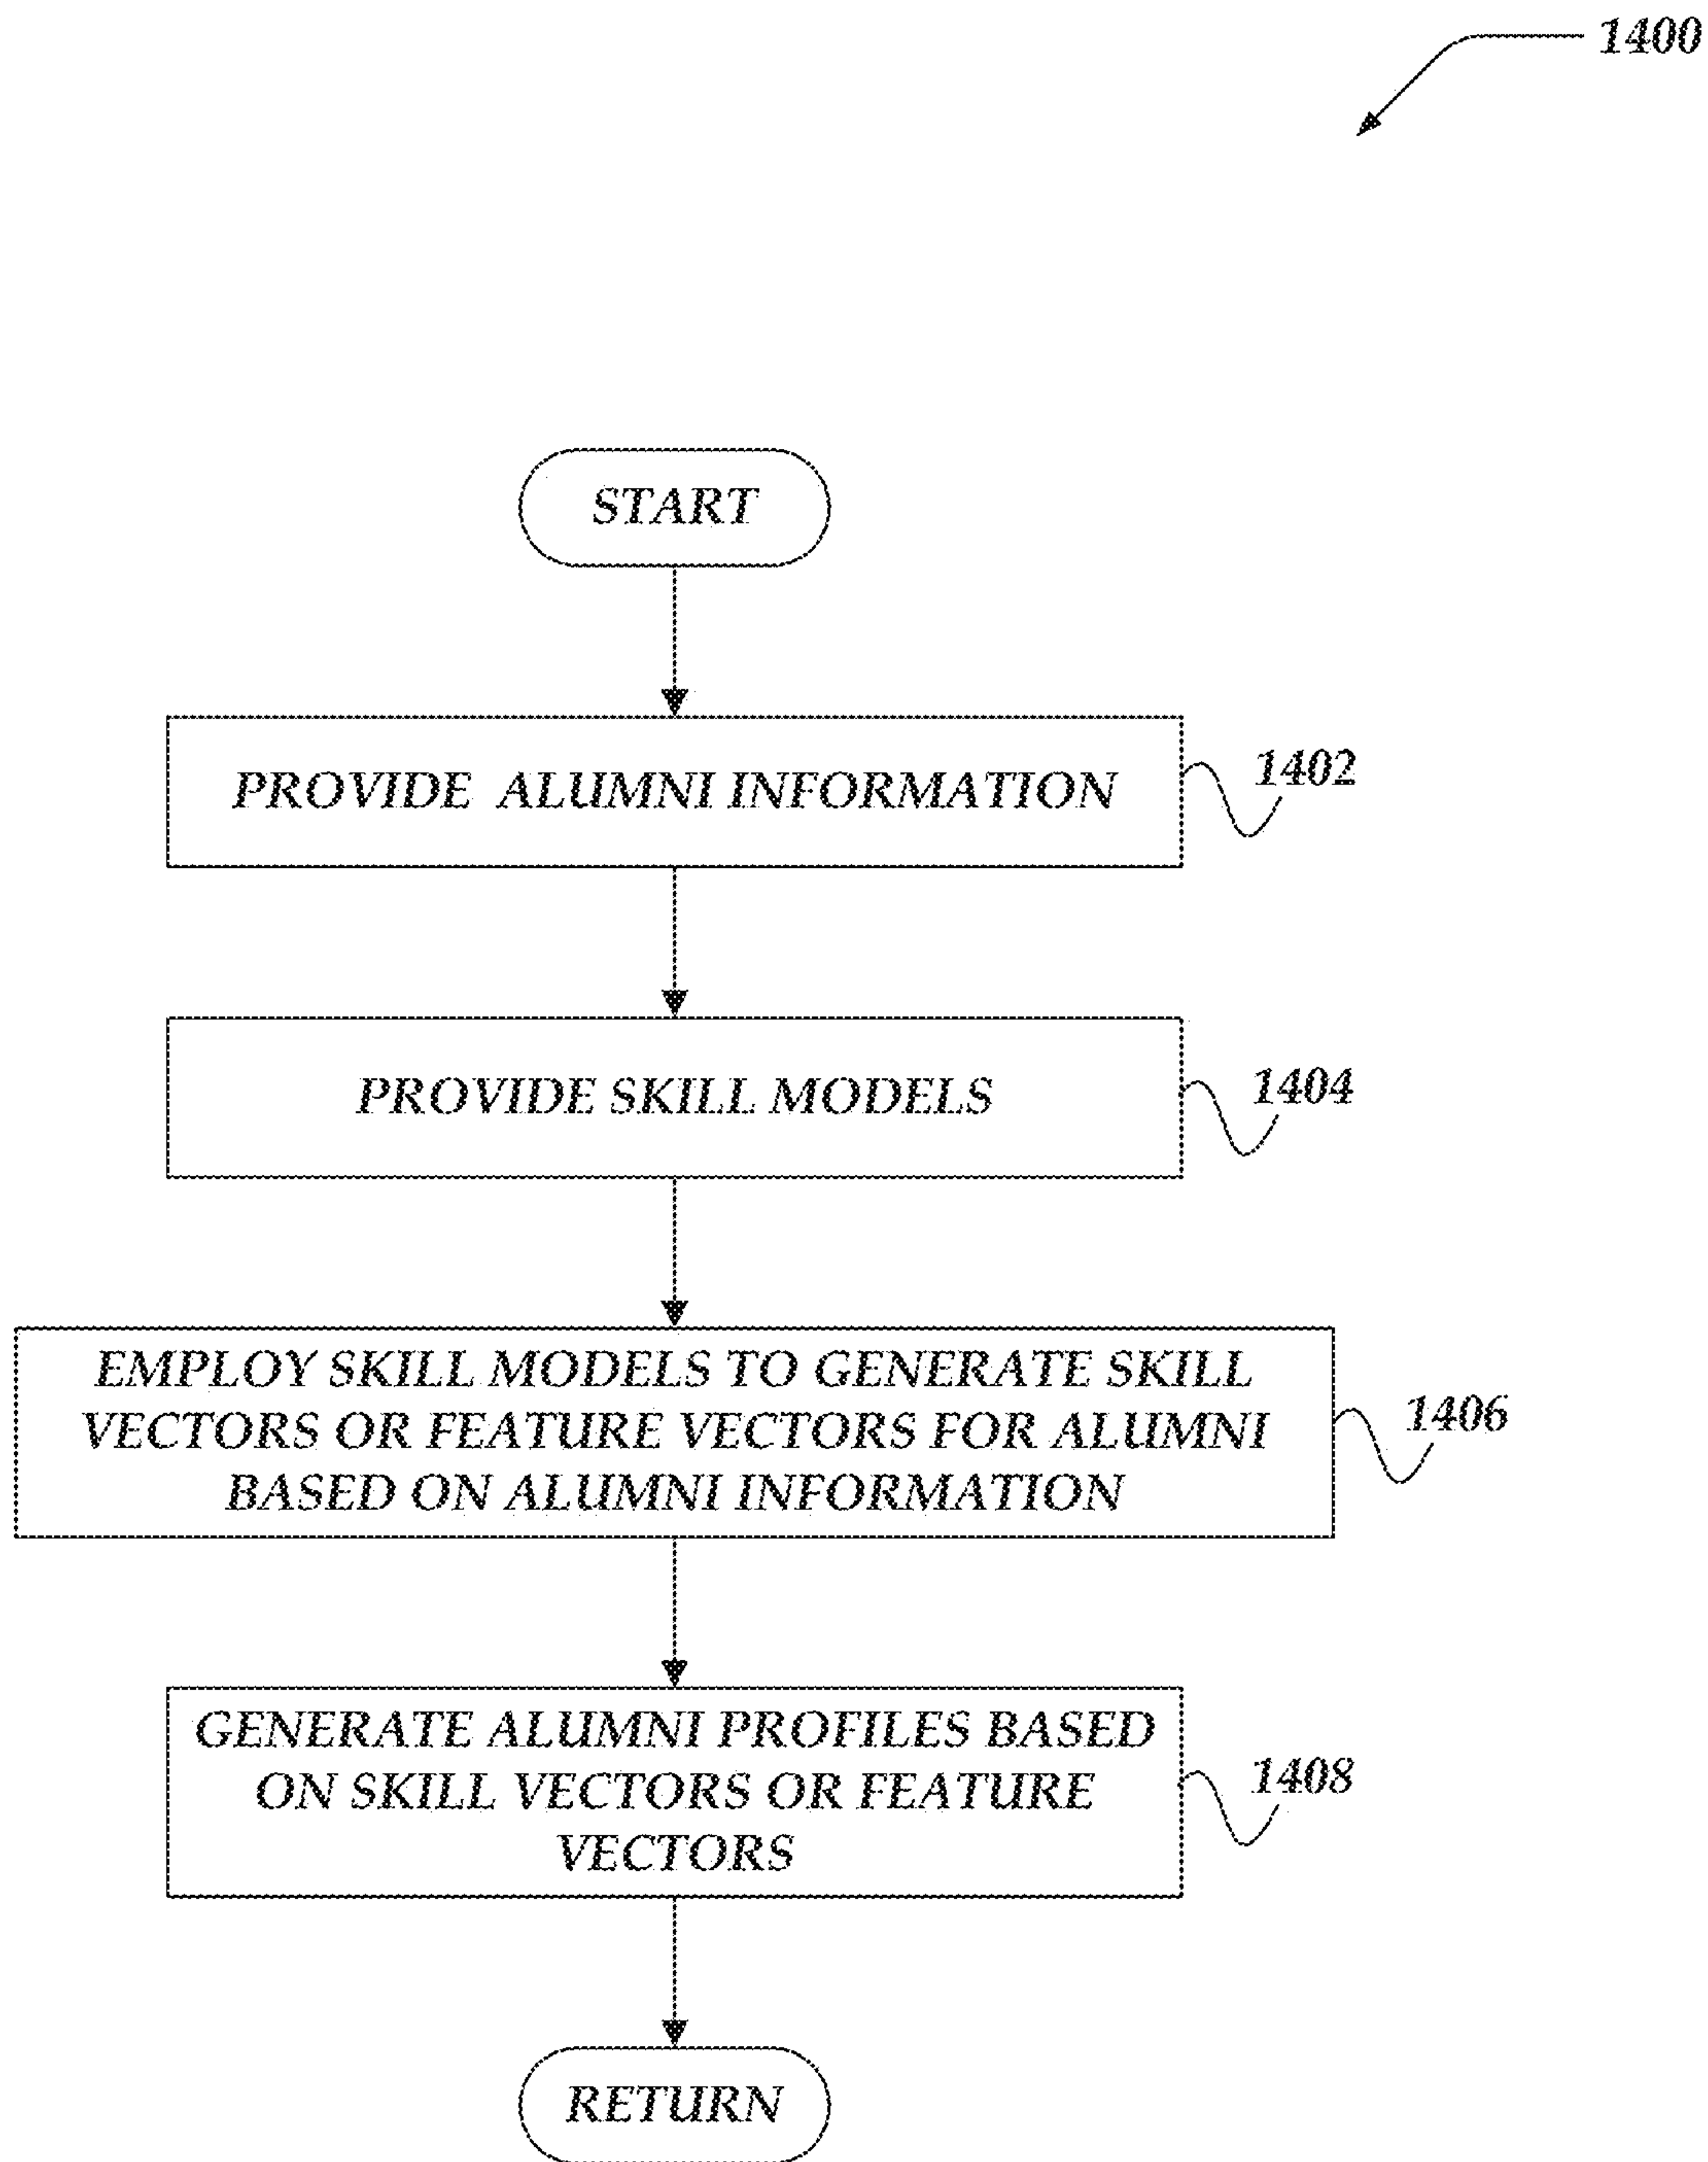 1400
START
PROVIDE ALUMNI INFORMATION
1402
PROVIDE SKILL MODELS
1404
EMPLOY SKILL MODELS TO GENERATE SKILL
VECTORS OR FEATURE VECTORS FOR ALUMNI
BASED ON ALUMNI INFORMATION
1406
GENERATE ALUMNI PROFILES BASED
ON SKILL VECTORS OR FEATURE
VECTORS
1408
RETURN